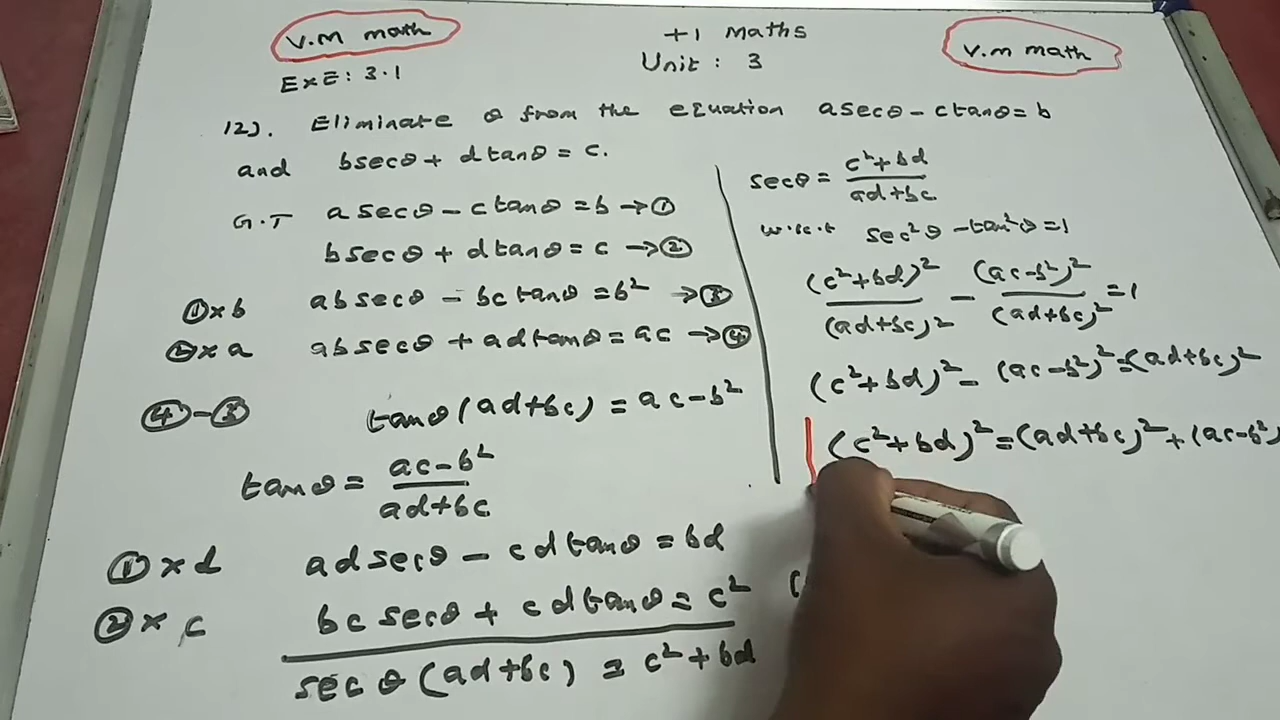 V.M math
+1 Maths
V.M math
EXE: 3.1
Unit : 3
12). Eliminate θ from the equation asecθ – ctanθ = b
and bsecθ + dtanθ = c.
G.T asecθ – ctanθ = b → ①
bsecθ + dtanθ = c → ②
①×b absecθ – bctanθ = b² → ③
②×a absecθ + adtanθ = ac → ④
④–③ tanθ(ad+bc) = ac–b²
tanθ = ac–b² / ad+bc
①×d adsecθ – cdtanθ = bd
②×c bcsecθ + cdtanθ = c²
secθ(ad+bc) = c²+bd
secθ = c²+bd / ad+bc
w.k.t sec²θ – tan²θ = 1
(c²+bd)² / (ad+bc)² – (ac–b²)² / (ad+bc)² = 1
(c²+bd)² – (ac–b²)² = (ad+bc)²
(c²+bd)² = (ad+bc)² + (ac–b²)